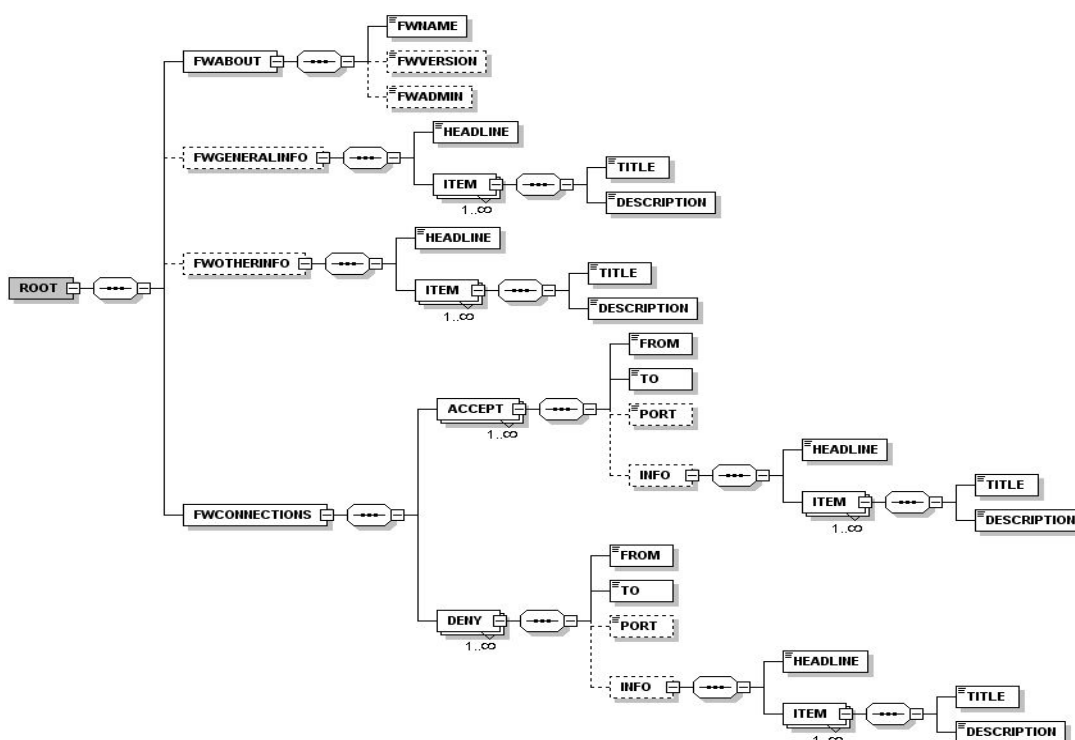 FWNAME
FWABOUT
FWVERSION
FWADMIN
HEADLINE
FWGENERALINFO
TITLE
ITEM
1..∞
DESCRIPTION
HEADLINE
FWOTHERINFO
TITLE
ROOT
ITEM
1..∞
DESCRIPTION
FROM
TO
ACCEPT
1..∞
PORT
HEADLINE
INFO
TITLE
ITEM
1..∞
DESCRIPTION
FWCONNECTIONS
FROM
TO
DENY
1..∞
PORT
HEADLINE
INFO
TITLE
ITEM
1..∞
DESCRIPTION